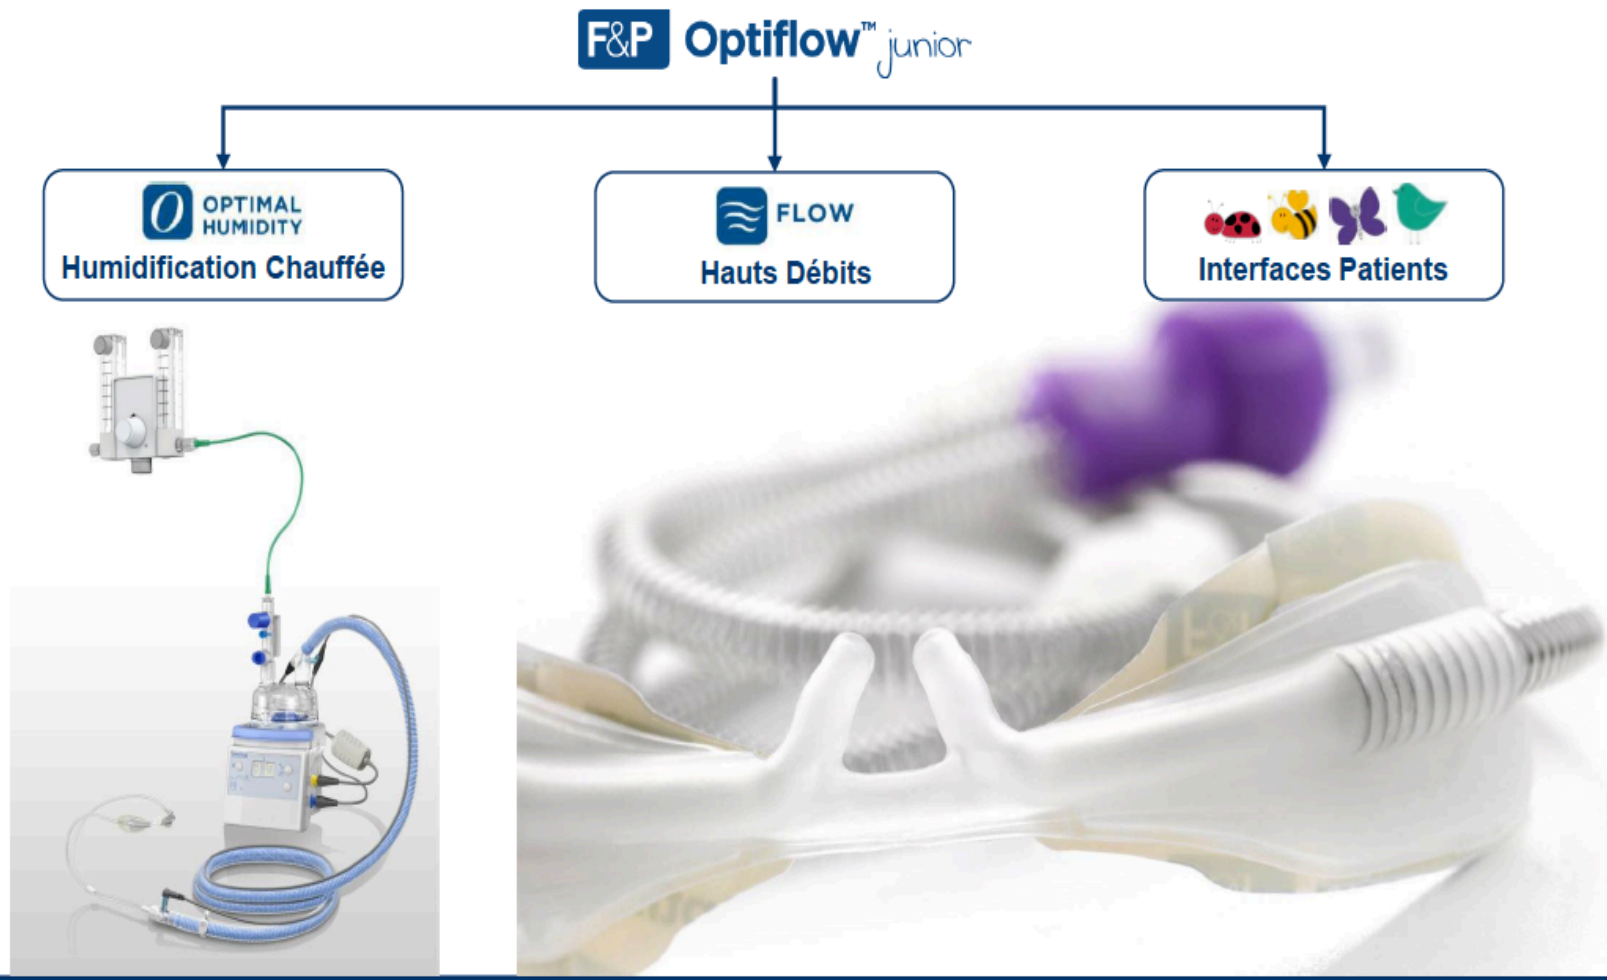 F&P Optiflow™ junior
OPTIMAL
HUMIDITY
Humidification Chauffée
FLOW
Hauts Débits
Interfaces Patients
F&P